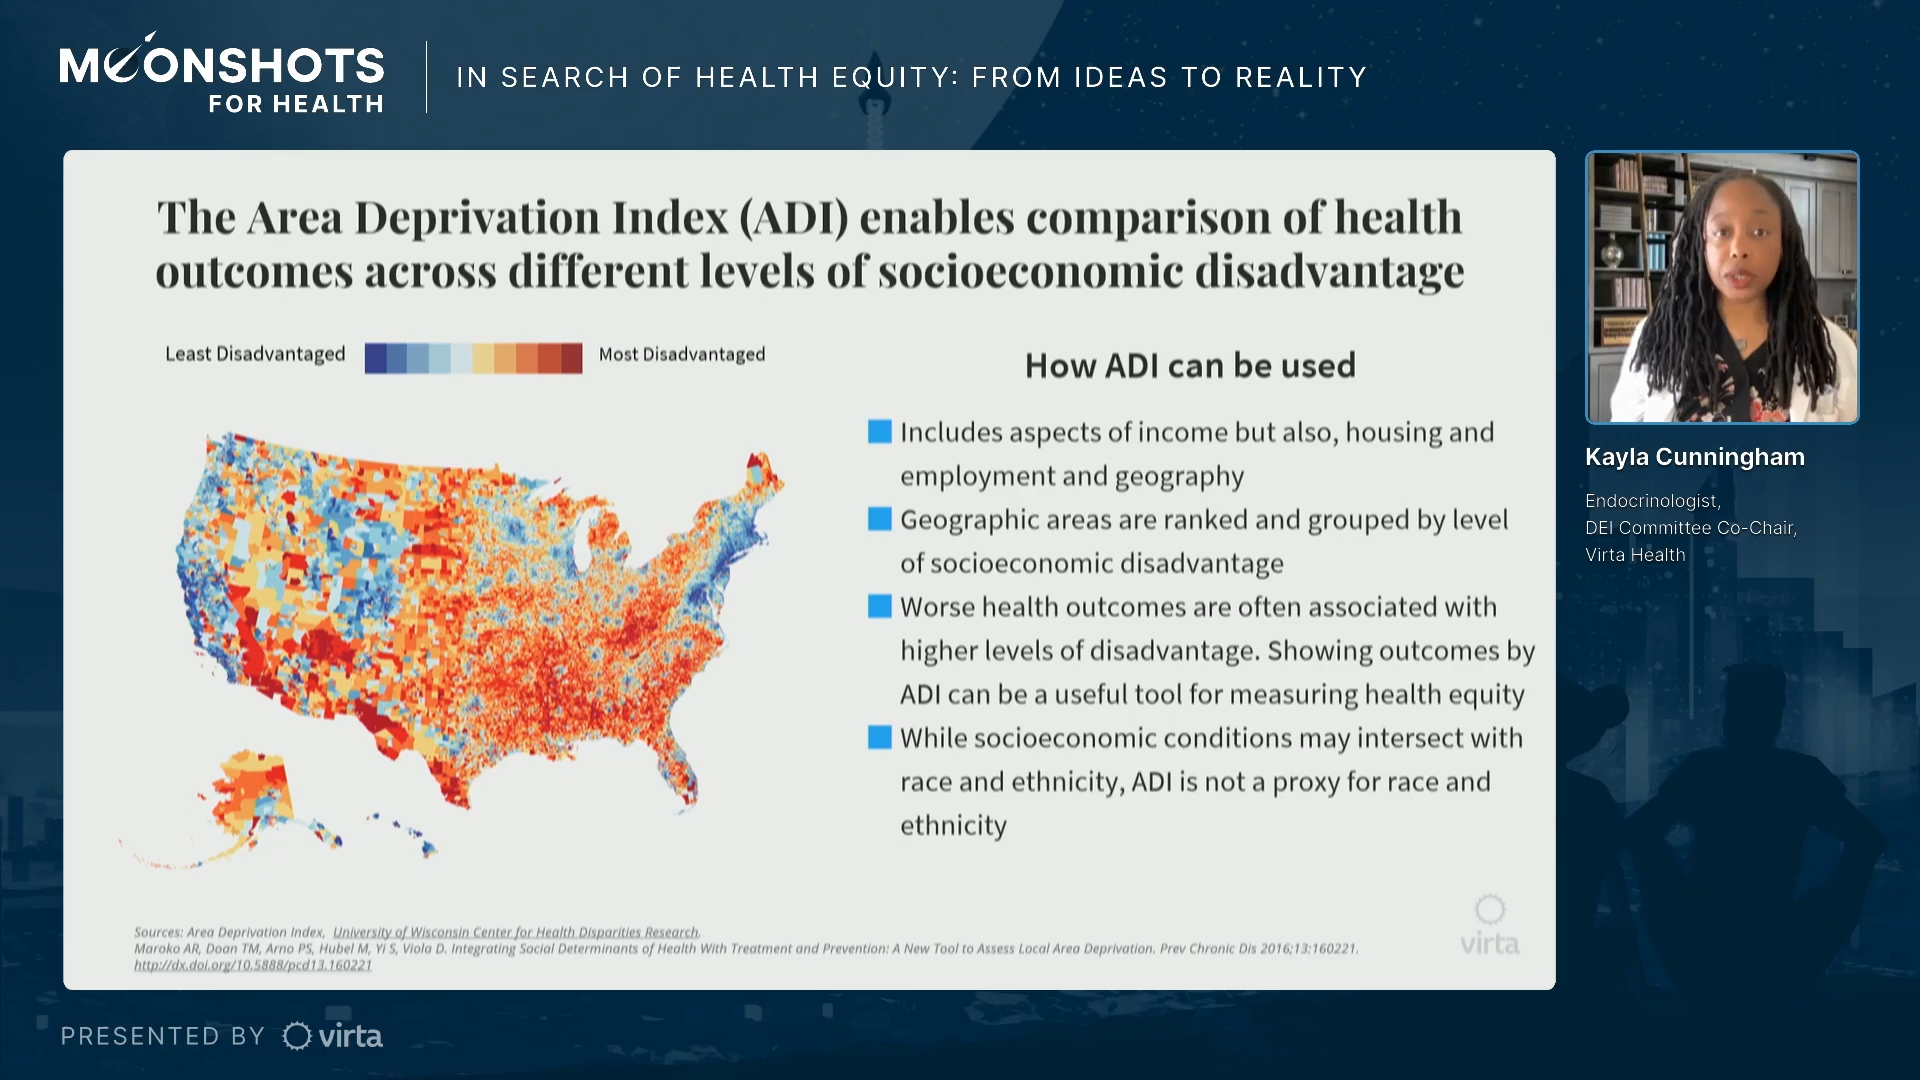 MOONSHOTS
FOR HEALTH
IN SEARCH OF HEALTH EQUITY: FROM IDEAS TO REALITY
The Area Deprivation Index (ADI) enables comparison of health
outcomes across different levels of socioeconomic disadvantage
Least Disadvantaged
Most Disadvantaged
How ADI can be used
Includes aspects of income but also, housing and
employment and geography
Geographic areas are ranked and grouped by level
of socioeconomic disadvantage
Worse health outcomes are often associated with
higher levels of disadvantage. Showing outcomes by
ADI can be a useful tool for measuring health equity
While socioeconomic conditions may intersect with
race and ethnicity, ADI is not a proxy for race and
ethnicity
Sources: Area Deprivation Index, University of Wisconsin Center for Health Disparities Research.
Maroko AR, Doan TM, Arno PS, Hubel M, Yi S, Viola D. Integrating Social Determinants of Health With Treatment and Prevention: A New Tool to Assess Local Area Deprivation. Prev Chronic Dis 2016;13:160221.
http://dx.doi.org/10.5888/pcd13.160221
virta
Kayla Cunningham
Endocrinologist,
DEI Committee Co-Chair,
Virta Health
PRESENTED BY virta